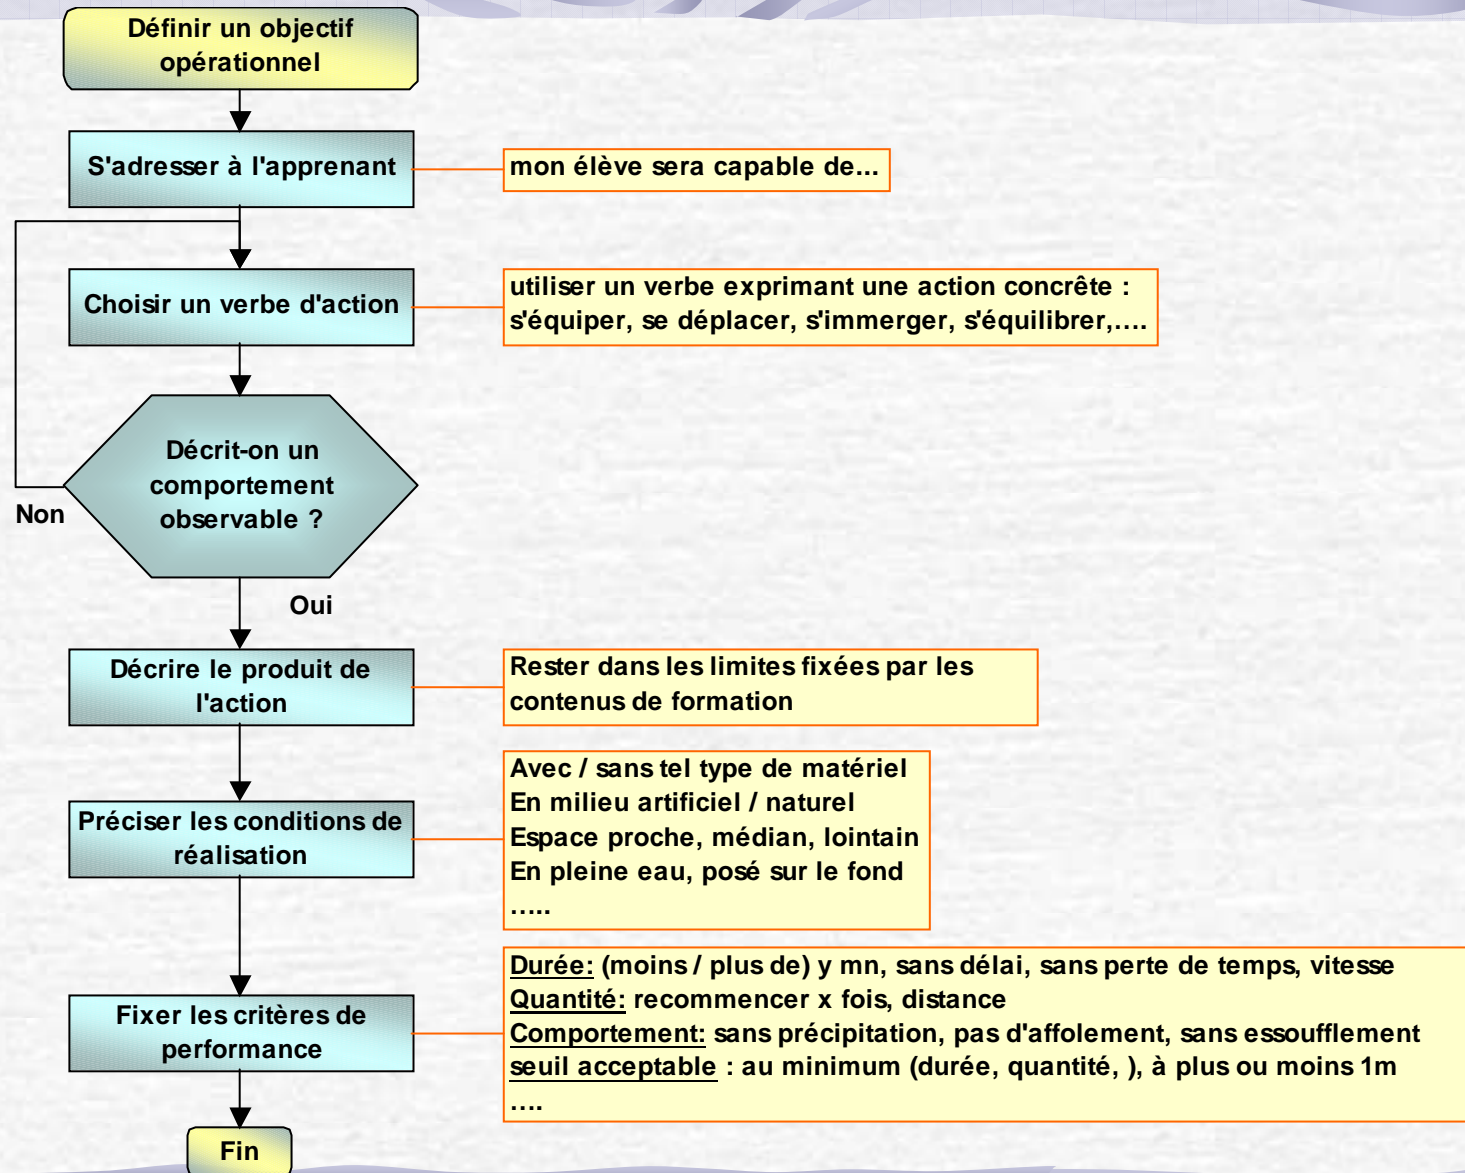 Définir un objectif
opérationnel
S'adresser à l'apprenant
mon élève sera capable de...
Choisir un verbe d'action
utiliser un verbe exprimant une action concrête :
s'équiper, se déplacer, s'immerger, s'équilibrer,....
Décrit-on un
comportement
observable ?
Non
Oui
Décrire le produit de
l'action
Rester dans les limites fixées par les
contenus de formation
Préciser les conditions de
réalisation
Avec / sans tel type de matériel
En milieu artificiel / naturel
Espace proche, médian, lointain
En pleine eau, posé sur le fond
.....
Fixer les critères de
performance
Durée: (moins / plus de) y mn, sans délai, sans perte de temps, vitesse
Quantité: recommencer x fois, distance
Comportement: sans précipitation, pas d'affolement, sans essoufflement
seuil acceptable : au minimum (durée, quantité, ), à plus ou moins 1m
....
Fin